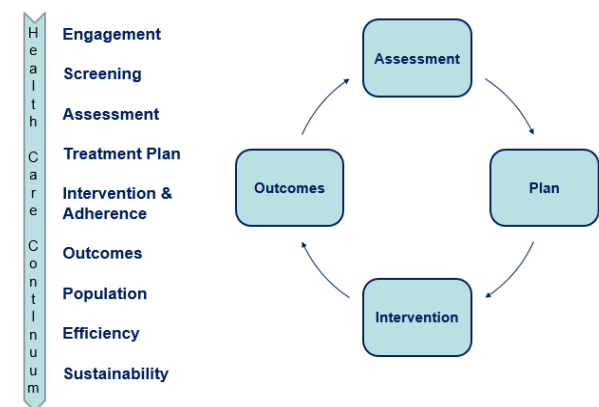 Health Care ContInuum
Engagement
Screening
Assessment
Treatment Plan
Intervention &
Adherence
Outcomes
Population
Efficiency
Sustainability
Assessment
Plan
Intervention
Outcomes